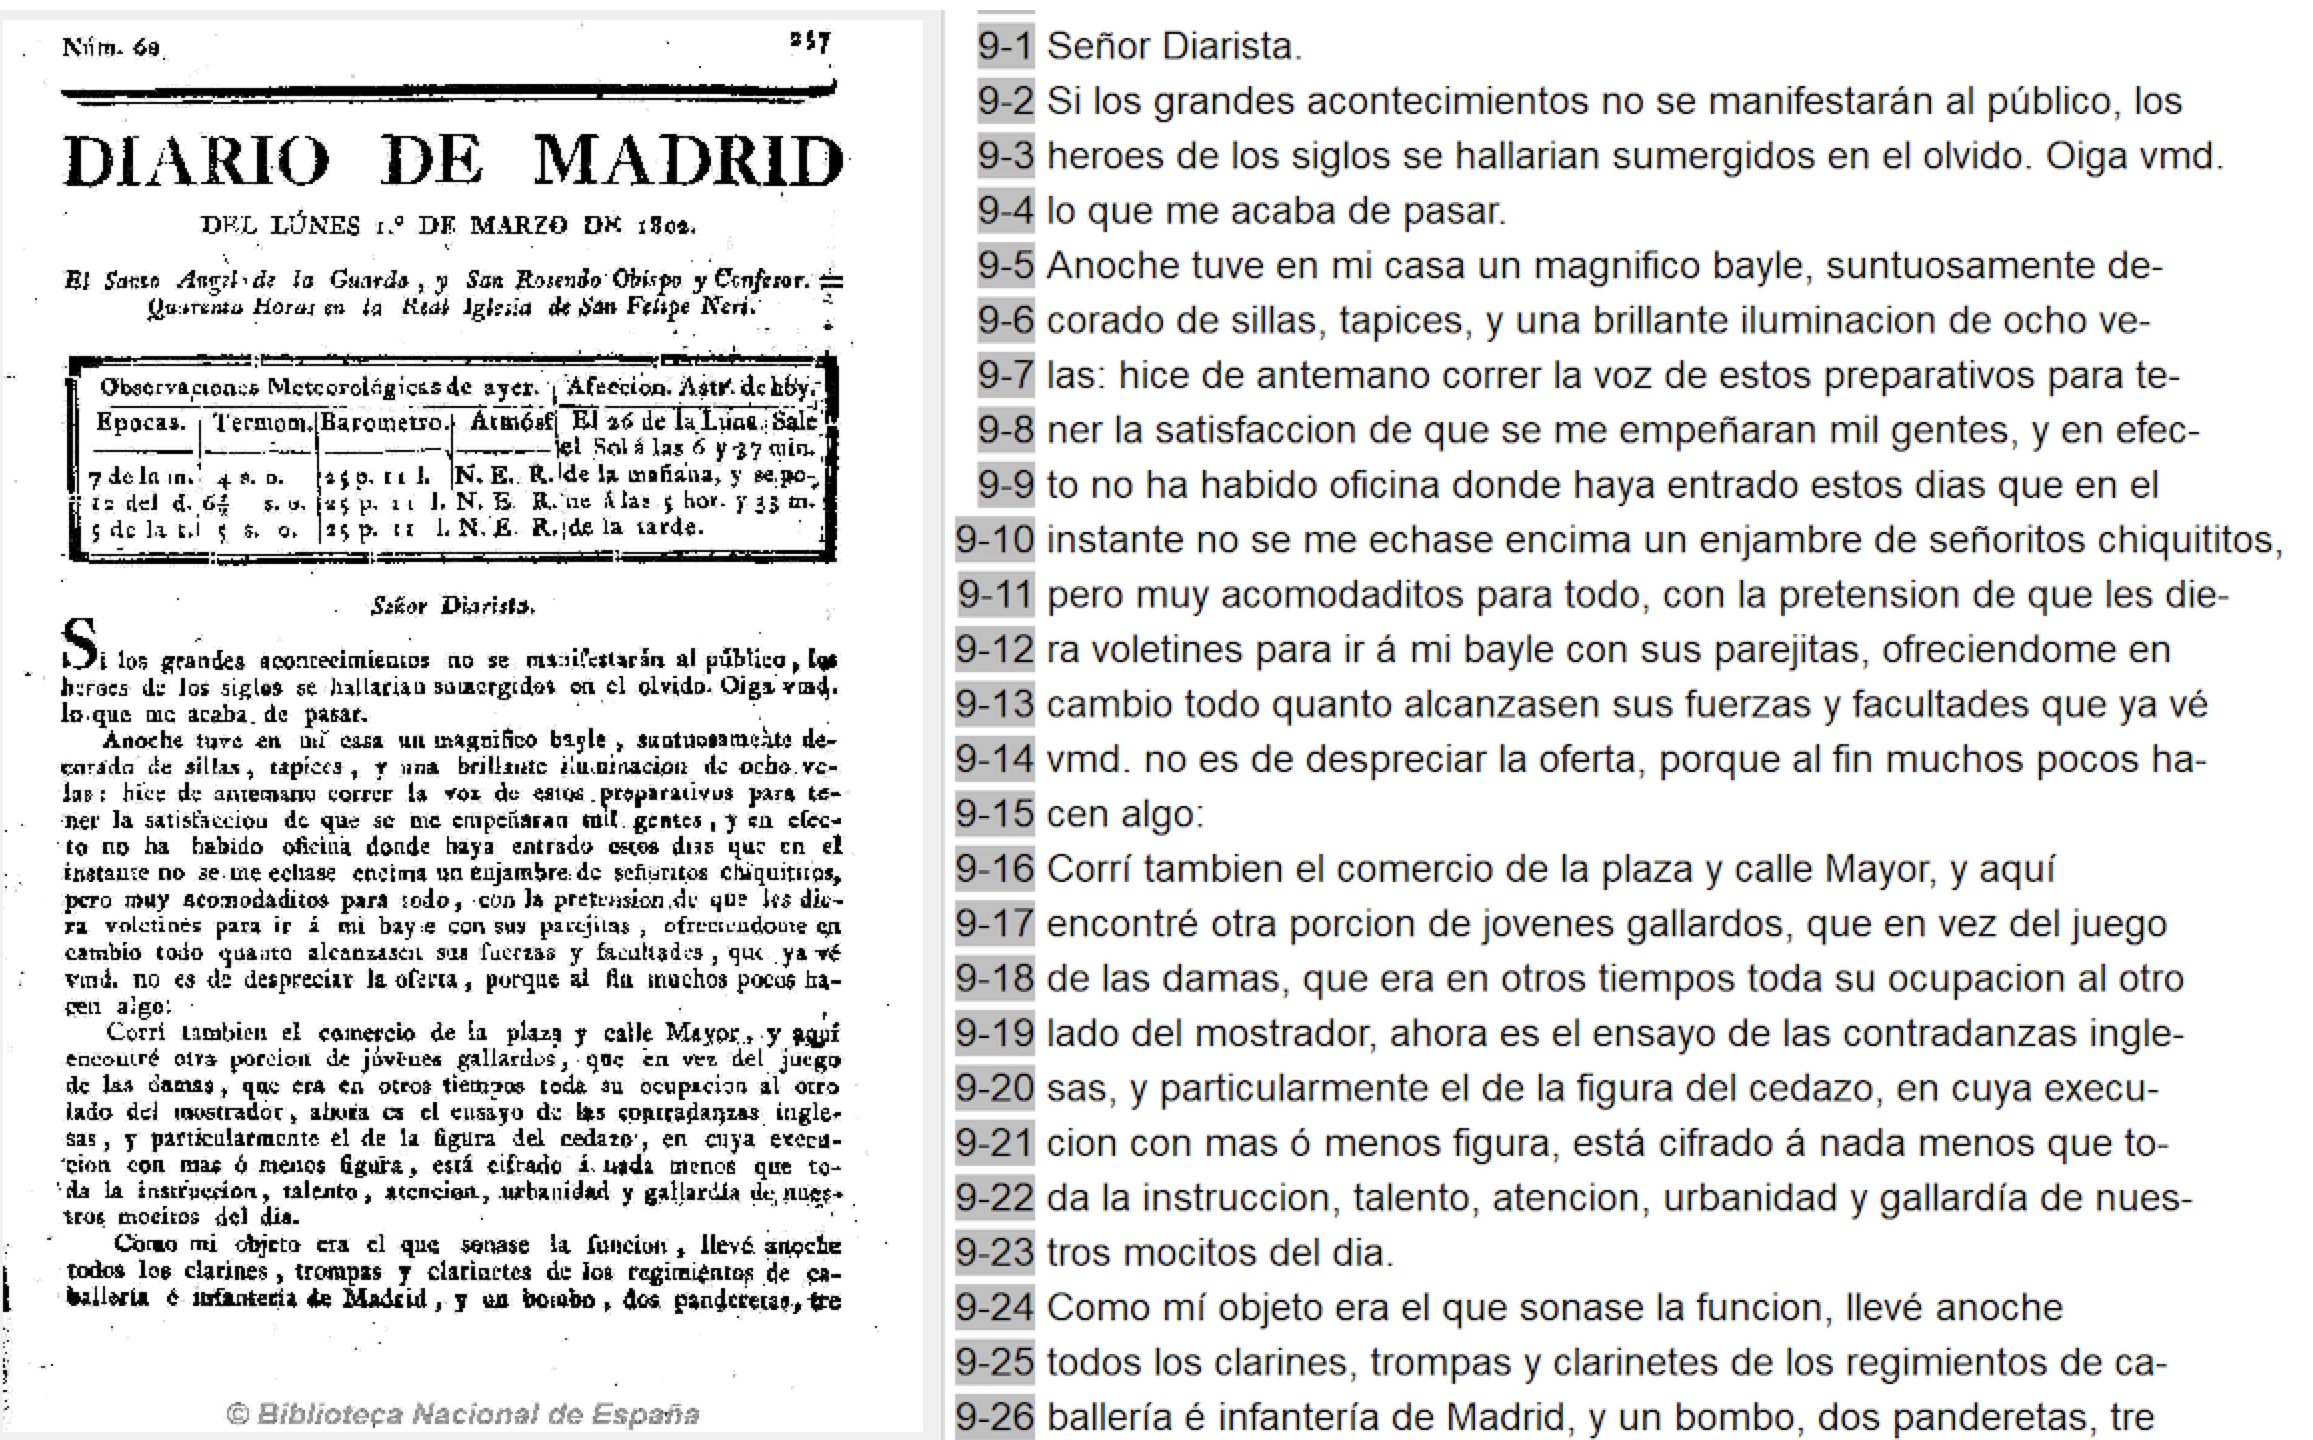 Núm. 60.
257
DIARIO DE MADRID
DEL LÚNES 1.º DE MARZO DE 1802.
El Santo Angel de la Guarda, y San Rosendo Obispo y Confesor. =
Quarenta Horas en la Real Iglesia de San Felipe Neri.
Observaciones Meteorológicas de ayer. Afeccion. Astr. de hoy.
Epocas. Termom. Barometro. Atmósf El 26 de la Luna. Sale
el Sol á las 6 y 27 min.
7 de la m. 4 s. o. 25 p. 11 l. N. E. R. de la mañana, y se po-
12 del d. 6½ s. o. 25 p. 11 l. N. E. R. ne á las 5 hor. y 33 m.
5 de la t. 5 s. o. 25 p. 11 l. N. E. R. de la tarde.
Señor Diarista.
Si los grandes acontecimientos no se manifestarán al público, los
heroes de los siglos se hallarian sumergidos en el olvido. Oiga vmd.
lo que me acaba de pasar.
Anoche tuve en mi casa un magnifico bayle, suntuosamente de-
corado de sillas, tapices, y una brillante iluminacion de ocho ve-
las: hice de antemano correr la voz de estos preparativos para te-
ner la satisfaccion de que se me empeñaran mil gentes, y en efec-
to no ha habido oficina donde haya entrado estos dias que en el
instante no se me echase encima un enjambre de señoritos chiquititos,
pero muy acomodaditos para todo, con la pretension de que les die-
ra voletines para ir á mi bayle con sus parejitas, ofreciendome en
cambio todo quanto alcanzasen sus fuerzas y facultades, que ya vé
vmd. no es de despreciar la oferta, porque al fin muchos pocos ha-
cen algo:
Corrí tambien el comercio de la plaza y calle Mayor, y aquí
encontré otra porcion de jóvenes gallardos, que en vez del juego
de las damas, que era en otros tiempos toda su ocupacion al otro
lado del mostrador, ahora es el ensayo de las contradanzas ingle-
sas, y particularmente el de la figura del cedazo, en cuya execu-
cion con mas ó menos figura, está cifrado á nada menos que to-
da la instruccion, talento, atencion, urbanidad y gallardía de nues-
tros mocitos del dia.
Como mi objeto era el que sonase la funcion, llevé anoche
todos los clarines, trompas y clarinetes de los regimientos de ca-
ballería é infantería de Madrid, y un bombo, dos panderetas, tre
© Biblioteca Nacional de España
9-1 Señor Diarista.
9-2 Si los grandes acontecimientos no se manifestarán al público, los
9-3 heroes de los siglos se hallarian sumergidos en el olvido. Oiga vmd.
9-4 lo que me acaba de pasar.
9-5 Anoche tuve en mi casa un magnifico bayle, suntuosamente de-
9-6 corado de sillas, tapices, y una brillante iluminacion de ocho ve-
9-7 las: hice de antemano correr la voz de estos preparativos para te-
9-8 ner la satisfaccion de que se me empeñaran mil gentes, y en efec-
9-9 to no ha habido oficina donde haya entrado estos dias que en el
9-10 instante no se me echase encima un enjambre de señoritos chiquititos,
9-11 pero muy acomodaditos para todo, con la pretension de que les die-
9-12 ra voletines para ir á mi bayle con sus parejitas, ofreciendome en
9-13 cambio todo quanto alcanzasen sus fuerzas y facultades que ya vé
9-14 vmd. no es de despreciar la oferta, porque al fin muchos pocos ha-
9-15 cen algo:
9-16 Corrí tambien el comercio de la plaza y calle Mayor, y aquí
9-17 encontré otra porcion de jovenes gallardos, que en vez del juego
9-18 de las damas, que era en otros tiempos toda su ocupacion al otro
9-19 lado del mostrador, ahora es el ensayo de las contradanzas ingle-
9-20 sas, y particularmente el de la figura del cedazo, en cuya execu-
9-21 cion con mas ó menos figura, está cifrado á nada menos que to-
9-22 da la instruccion, talento, atencion, urbanidad y gallardía de nues-
9-23 tros mocitos del dia.
9-24 Como mí objeto era el que sonase la funcion, llevé anoche
9-25 todos los clarines, trompas y clarinetes de los regimientos de ca-
9-26 ballería é infantería de Madrid, y un bombo, dos panderetas, tre